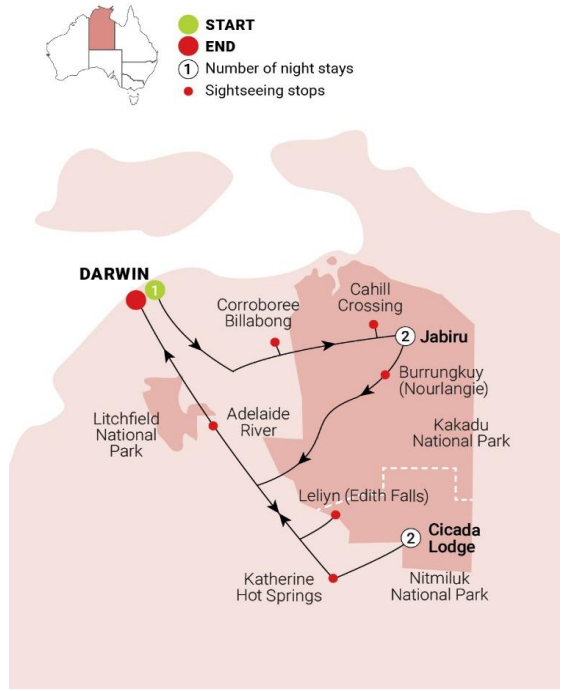 START
END
1 Number of night stays
Sightseeing stops
DARWIN
1
Corroboree
Billabong
Cahill
Crossing
2 Jabiru
Burrungkuy
(Nourlangie)
Litchfield
National
Park
Adelaide
River
Kakadu
National Park
Leliyn (Edith Falls)
2 Cicada
Lodge
Katherine
Hot Springs
Nitmiluk
National Park